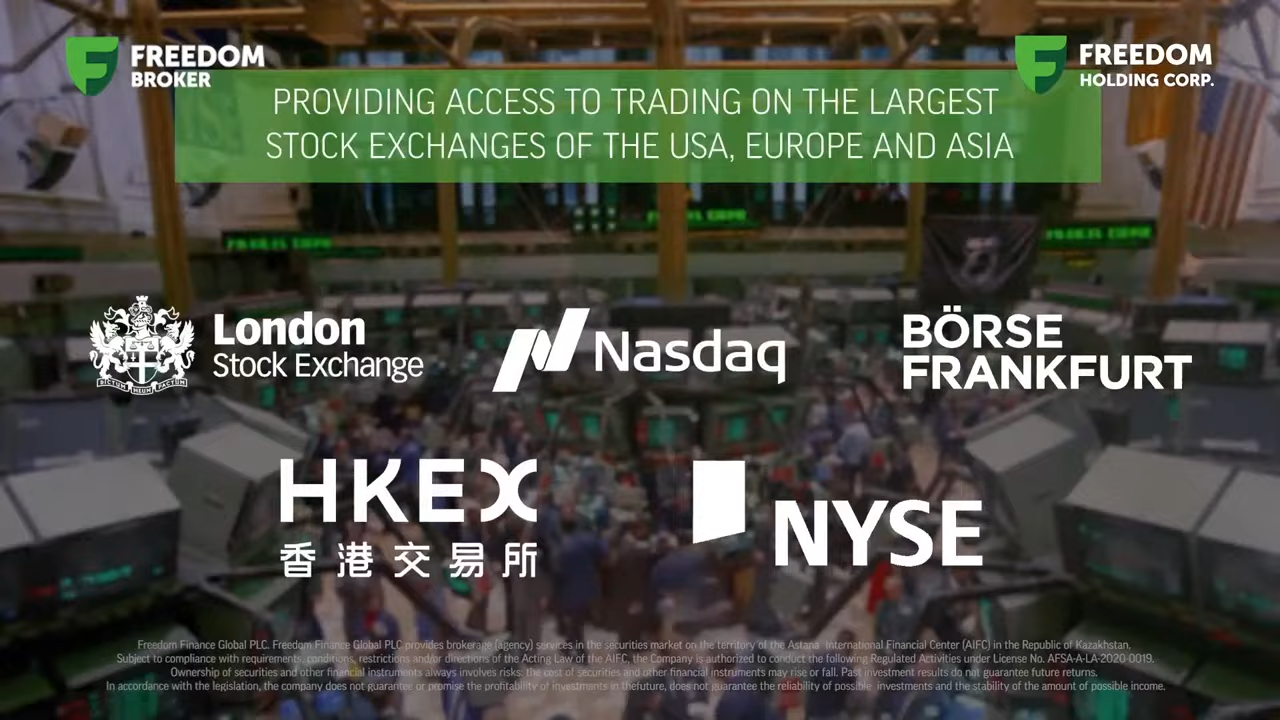 FREEDOM
BROKER
FREEDOM
HOLDING CORP.
PROVIDING ACCESS TO TRADING ON THE LARGEST
STOCK EXCHANGES OF THE USA, EUROPE AND ASIA
London
Stock Exchange
Nasdaq
BÖRSE
FRANKFURT
HKEX
香港交易所
NYSE
Freedom Finance Global PLC. Freedom Finance Global PLC provides brokerage (agency) services in the securities market on the territory of the Astana International Financial Center (AIFC) in the Republic of Kazakhstan.
Subject to compliance with requirements, conditions, restrictions and/or directions of the Acting Law of the AIFC, the Company is authorized to conduct the following Regulated Activities under License No. AFSA-A-LA-2020-0019.
Ownership of securities and other financial instruments always involves risks: the cost of securities and other financial instruments may rise or fall. Past investment results do not guarantee future returns.
In accordance with the legislation, the company does not guarantee or promise the profitability of investments in thefuture, does not guarantee the reliability of possible investments and the stability of the amount of possible income.